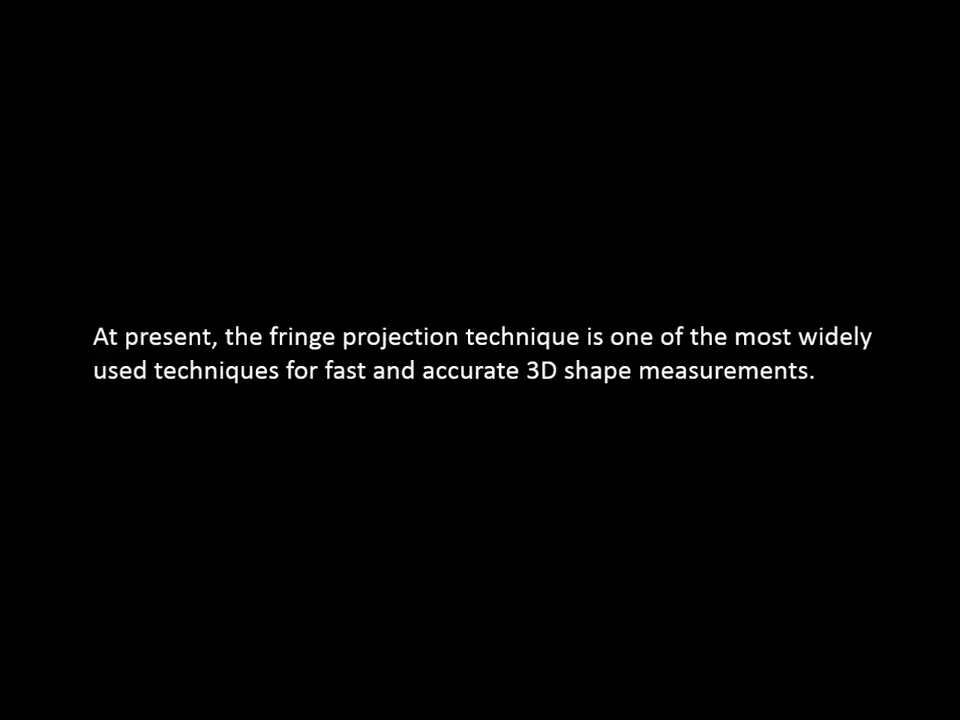 At present, the fringe projection technique is one of the most widely
used techniques for fast and accurate 3D shape measurements.